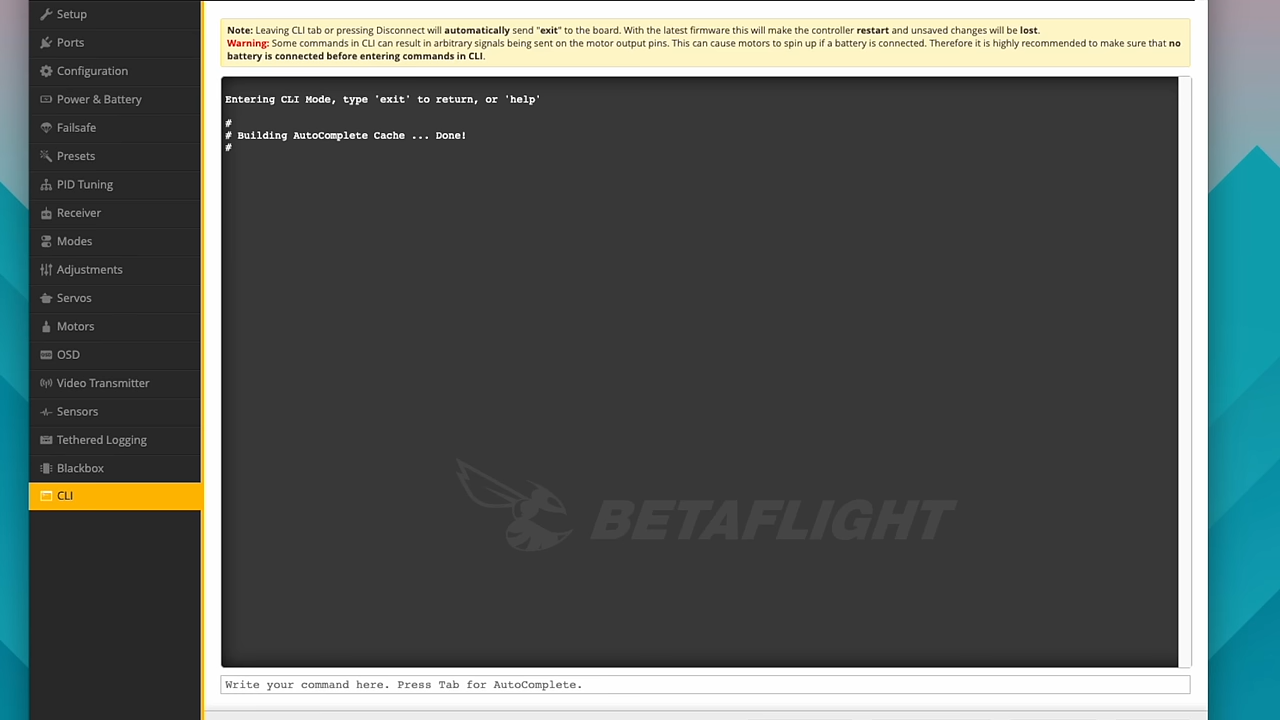 Setup
Ports
Configuration
Power & Battery
Failsafe
Presets
PID Tuning
Receiver
Modes
Adjustments
Servos
Motors
OSD
Video Transmitter
Sensors
Tethered Logging
Blackbox
CLI
Note: Leaving CLI tab or pressing Disconnect will automatically send "exit" to the board. With the latest firmware this will make the controller restart and unsaved changes will be lost.
Warning: Some commands in CLI can result in arbitrary signals being sent on the motor output pins. This can cause motors to spin up if a battery is connected. Therefore it is highly recommended to make sure that no
battery is connected before entering commands in CLI.
Entering CLI Mode, type 'exit' to return, or 'help'
#
# Building AutoComplete Cache ... Done!
#
BETAFLIGHT
Write your command here. Press Tab for AutoComplete.